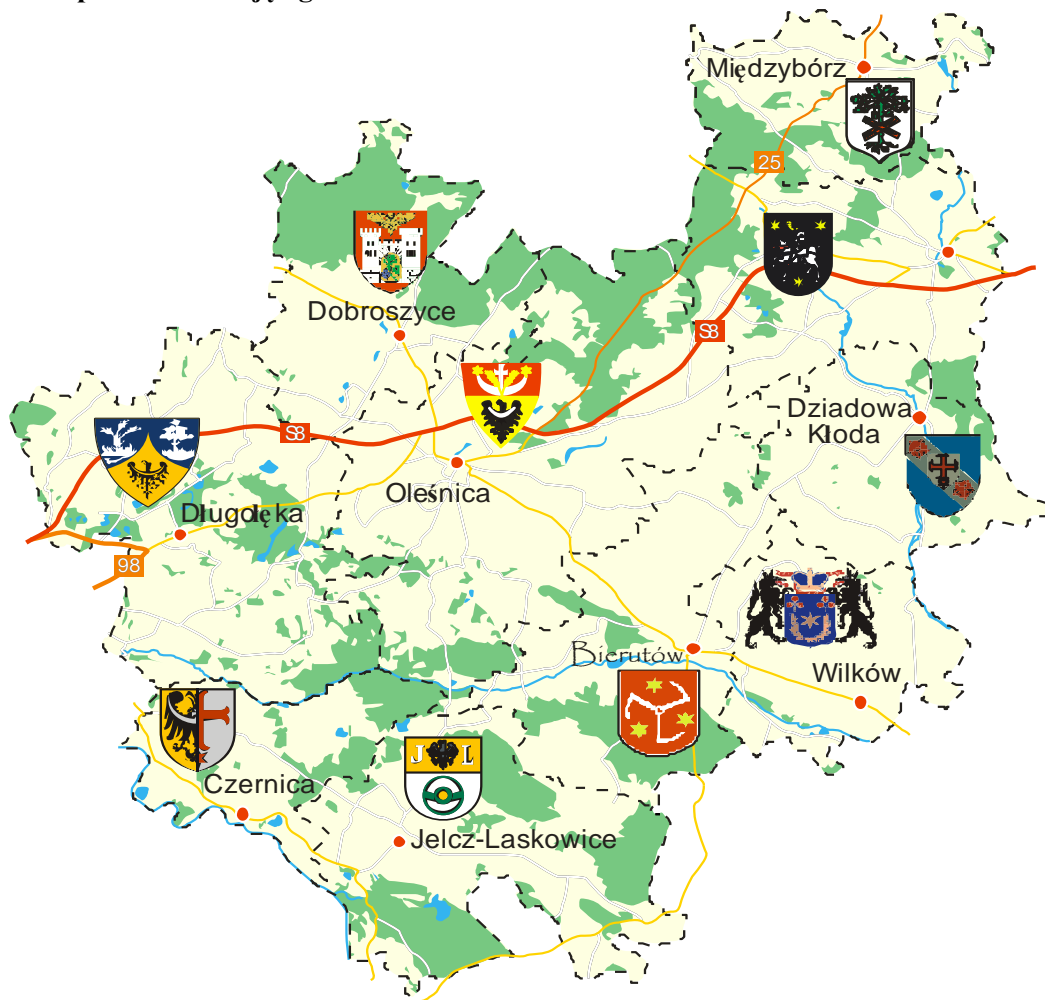 Międzybórz
25
Dobroszyce
S8
Dziadowa
Kłoda
S8
Oleśnica
Długołęka
98
Bierutów
Wilków
J L
Czernica
Jelcz-Laskowice